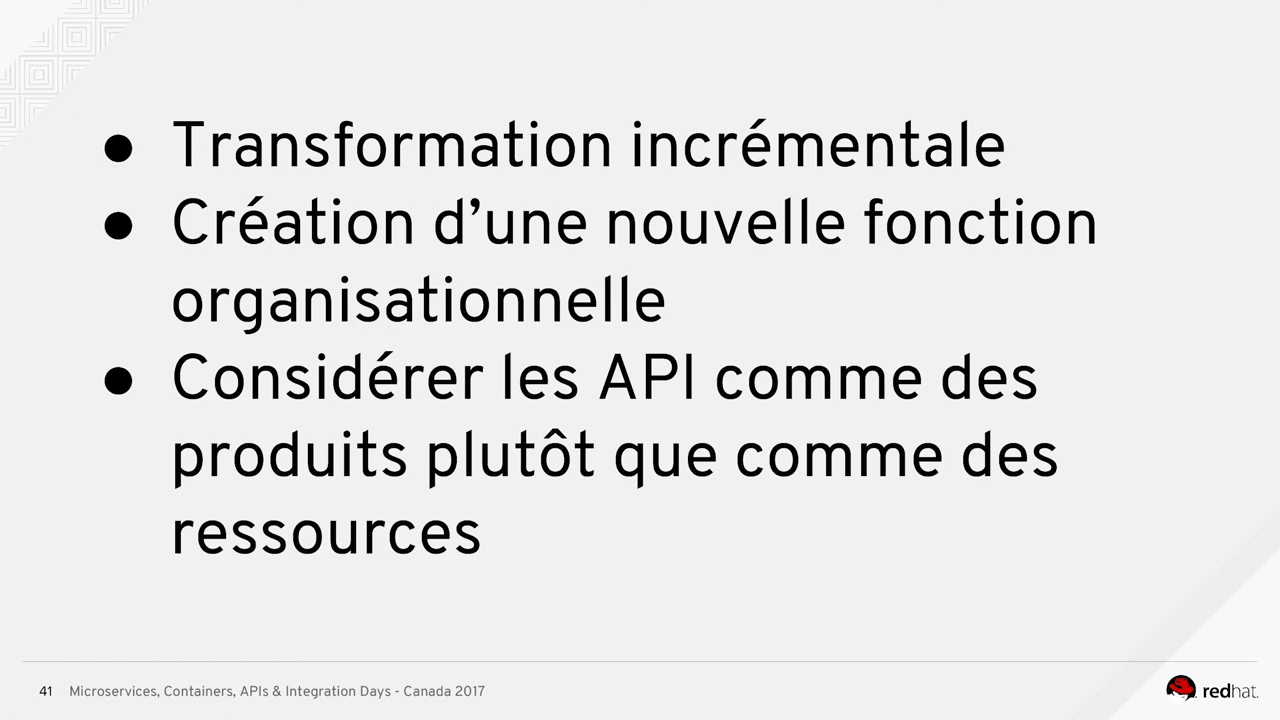 ● Transformation incrémentale
● Création d’une nouvelle fonction
organisationnelle
● Considérer les API comme des
produits plutôt que comme des
ressources
41 Microservices, Containers, APIs & Integration Days - Canada 2017
redhat.